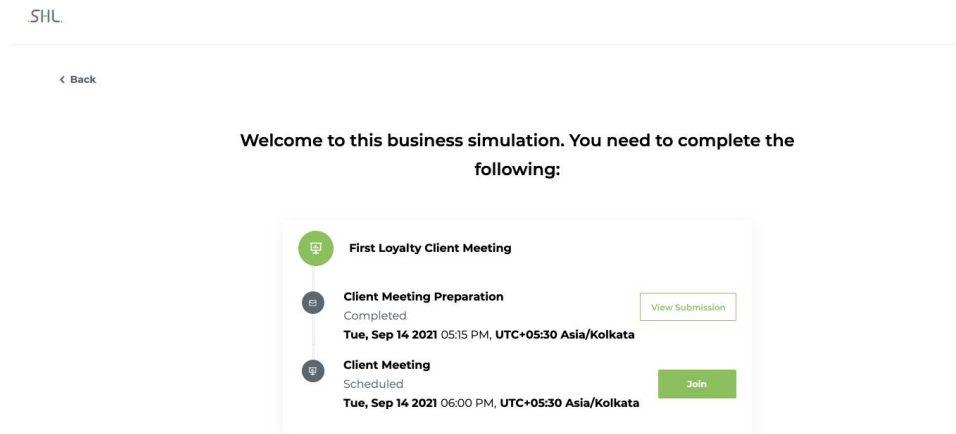 .SHL.
< Back
Welcome to this business simulation. You need to complete the
following:
First Loyalty Client Meeting
Client Meeting Preparation
View Submission
Completed
Tue, Sep 14 2021 05:15 PM, UTC+05:30 Asia/Kolkata
Client Meeting
Scheduled
Join
Tue, Sep 14 2021 06:00 PM, UTC+05:30 Asia/Kolkata